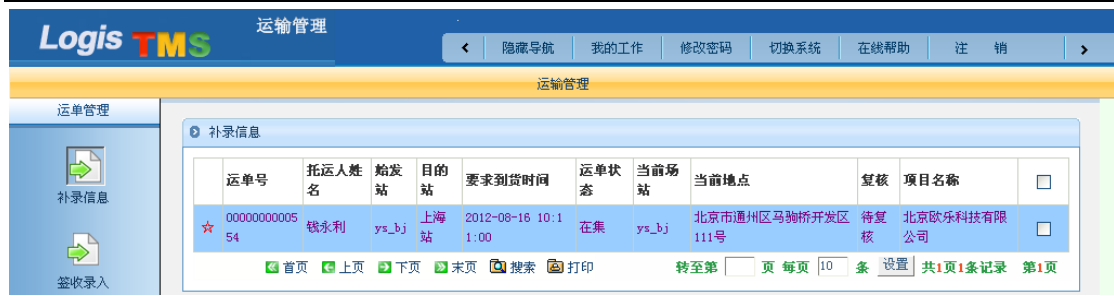 Logis TMS
运输管理
隐藏导航 我的工作 修改密码 切换系统 在线帮助 注 销
运输管理
运单管理
补录信息
补录信息
签收录入
运单号 托运人姓名 始发站 目的站 要求到货时间 运单状态 当前场站 当前地点 复核 项目名称
00000000005554 钱永利 ys_bj 上海站 2012-08-16 10:11:00 在集 ys_bj 北京市通州区马驹桥开发区111号 待复核 北京欧乐科技有限公司
首页 上页 下页 末页 搜索 打印 转至第 页 每页 10 条 设置 共1页1条记录 第1页